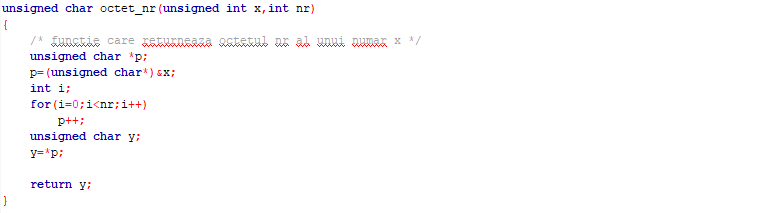 unsigned char octet_nr(unsigned int x,int nr)
{
    /* functie care returneaza octetul nr al unui numar x */
    unsigned char *p;
    p=(unsigned char*)&x;
    int i;
    for(i=0;i<nr;i++)
        p++;
    unsigned char y;
    y=*p;

    return y;
}